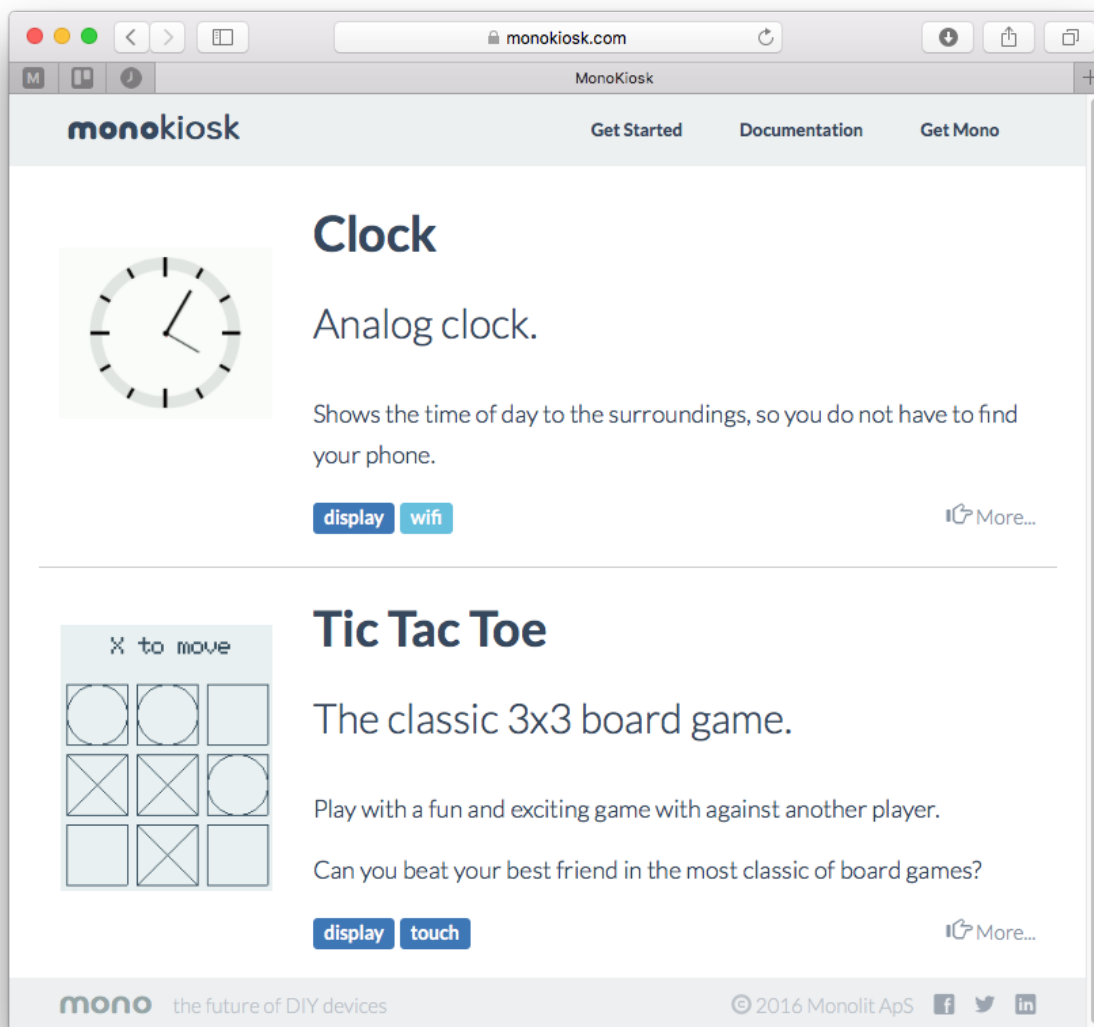 monokiosk.com
M
MonoKiosk
monokiosk
Get Started
Documentation
Get Mono
Clock
Analog clock.
Shows the time of day to the surroundings, so you do not have to find
your phone.
display wifi
More...
X to move
Tic Tac Toe
The classic 3x3 board game.
Play with a fun and exciting game with against another player.
Can you beat your best friend in the most classic of board games?
display touch
More...
mono the future of DIY devices
© 2016 Monolit ApS f in